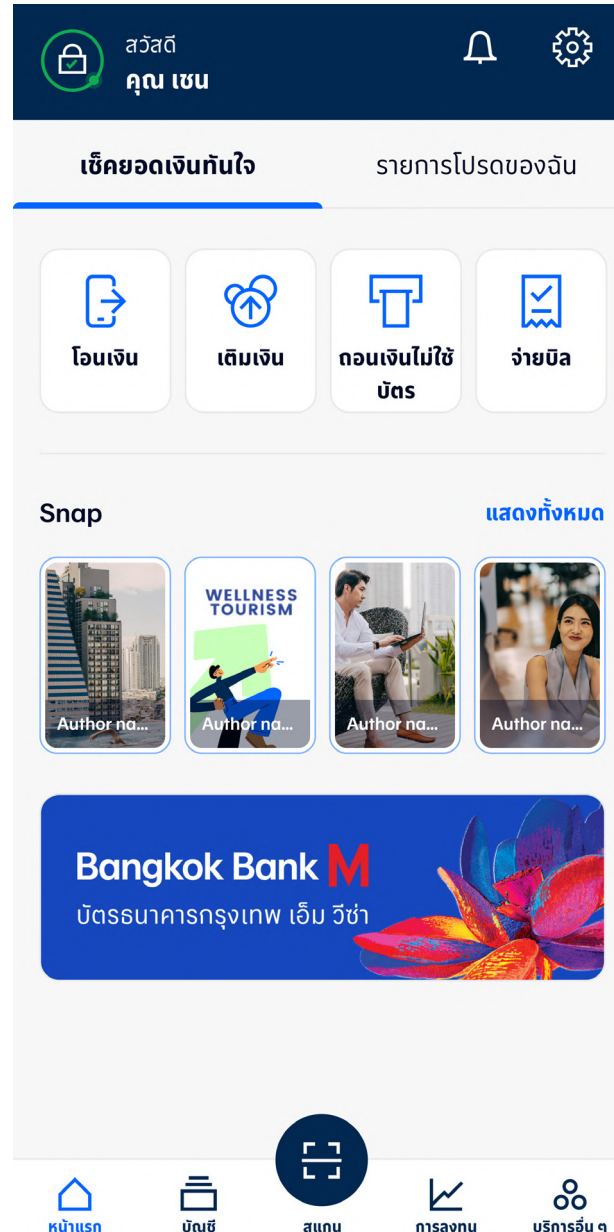 สวัสดี
คุณ เซน
เช็คยอดเงินทันใจ
รายการโปรดของฉัน
โอนเงิน
เติมเงิน
ถอนเงินไม่ใช้
บัตร
จ่ายบิล
Snap
แสดงทั้งหมด
WELLNESS
TOURISM
Author na...
Author na...
Author na...
Author na...
Bangkok Bank M
บัตรธนาคารกรุงเทพ เอ็ม วีซ่า
หน้าแรก
บัญชี
สแกน
การลงทุน
บริการอื่น ๆ